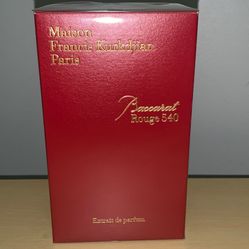 Maison
Francis Kurkdjian
Paris
Baccarat
Rouge 540
Extrait de parfum